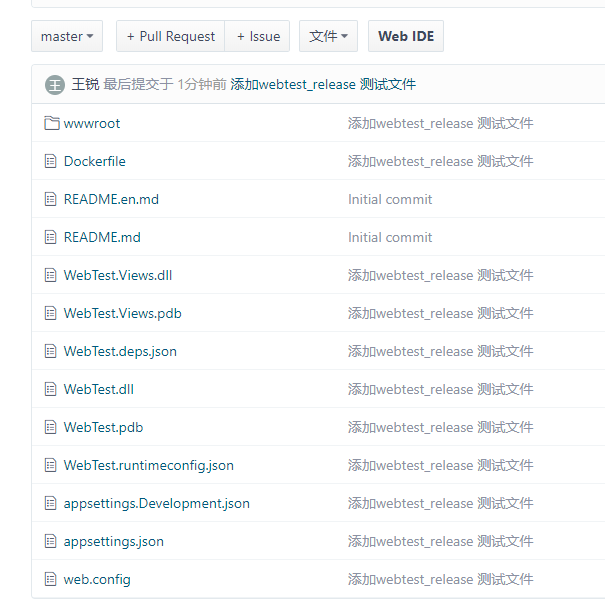 master + Pull Request + Issue 文件 Web IDE
王 王锐 最后提交于 1分钟前 添加webtest_release 测试文件
wwwroot 添加webtest_release 测试文件
Dockerfile 添加webtest_release 测试文件
README.en.md Initial commit
README.md Initial commit
WebTest.Views.dll 添加webtest_release 测试文件
WebTest.Views.pdb 添加webtest_release 测试文件
WebTest.deps.json 添加webtest_release 测试文件
WebTest.dll 添加webtest_release 测试文件
WebTest.pdb 添加webtest_release 测试文件
WebTest.runtimeconfig.json 添加webtest_release 测试文件
appsettings.Development.json 添加webtest_release 测试文件
appsettings.json 添加webtest_release 测试文件
web.config 添加webtest_release 测试文件